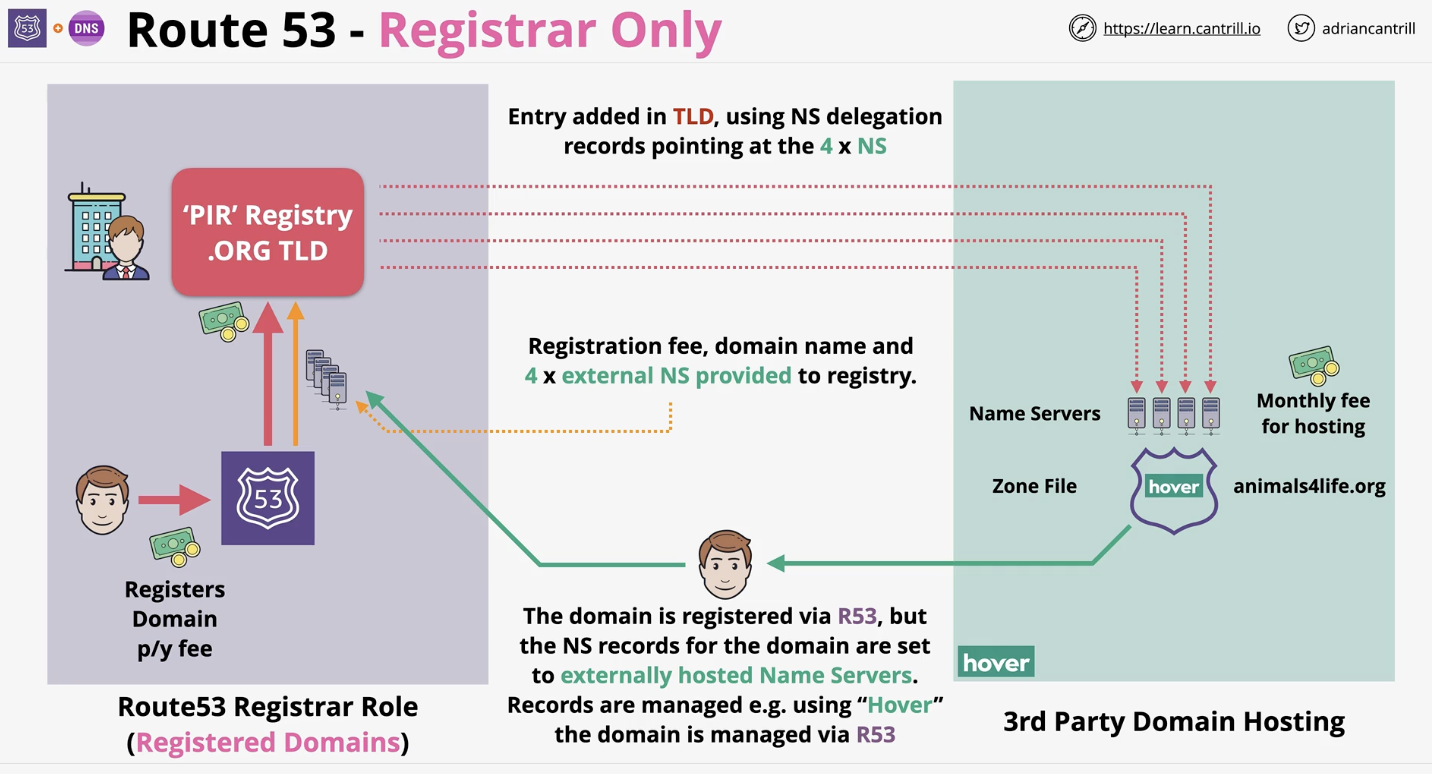 53
DNS
Route 53 - Registrar Only
https://learn.cantrill.io
adriancantrill
Entry added in TLD, using NS delegation
records pointing at the 4 x NS
‘PIR’ Registry
.ORG TLD
Registration fee, domain name and
4 x external NS provided to registry.
Name Servers
Monthly fee
for hosting
Zone File
hover
animals4life.org
53
Registers
Domain
p/y fee
The domain is registered via R53, but
the NS records for the domain are set
to externally hosted Name Servers.
Records are managed e.g. using “Hover”
the domain is managed via R53
hover
Route53 Registrar Role
(Registered Domains)
3rd Party Domain Hosting